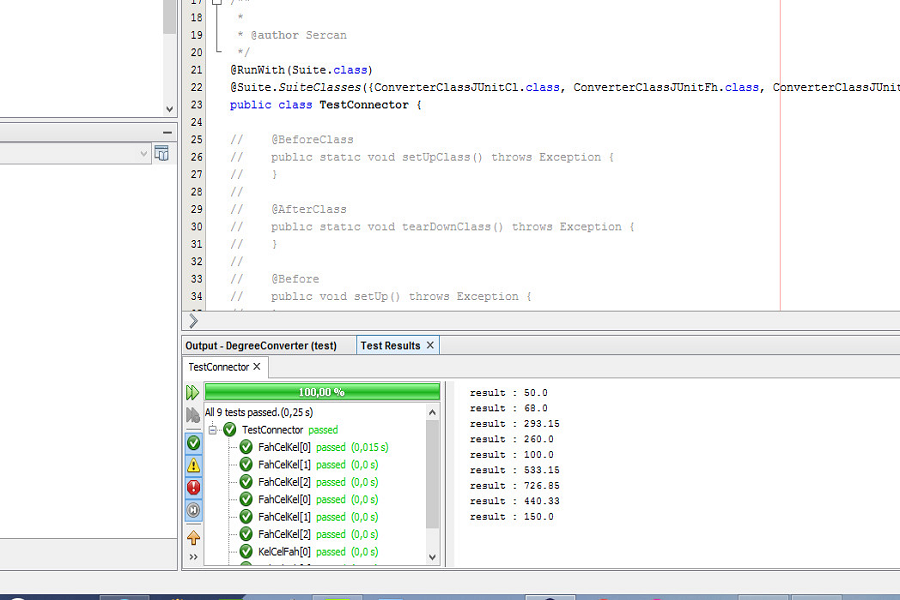 17 /**
18 *
19 * @author Sercan
20 */
21 @RunWith(Suite.class)
22 @Suite.SuiteClasses({ConverterClassJUnitCl.class, ConverterClassJUnitFh.class, ConverterClassJUnit
23 public class TestConnector {
24
25 // @BeforeClass
26 // public static void setUpClass() throws Exception {
27 // }
28 //
29 // @AfterClass
30 // public static void tearDownClass() throws Exception {
31 // }
32 //
33 // @Before
34 // public void setUp() throws Exception {
Output - DegreeConverter (test) Test Results
TestConnector
100,00 %
All 9 tests passed.(0,25 s)
TestConnector passed
FahCelKel[0] passed (0,015 s)
FahCelKel[1] passed (0,0 s)
FahCelKel[2] passed (0,0 s)
FahCelKel[0] passed (0,0 s)
FahCelKel[1] passed (0,0 s)
FahCelKel[2] passed (0,0 s)
KelCelFah[0] passed (0,0 s)
result : 50.0
result : 68.0
result : 293.15
result : 260.0
result : 100.0
result : 533.15
result : 726.85
result : 440.33
result : 150.0